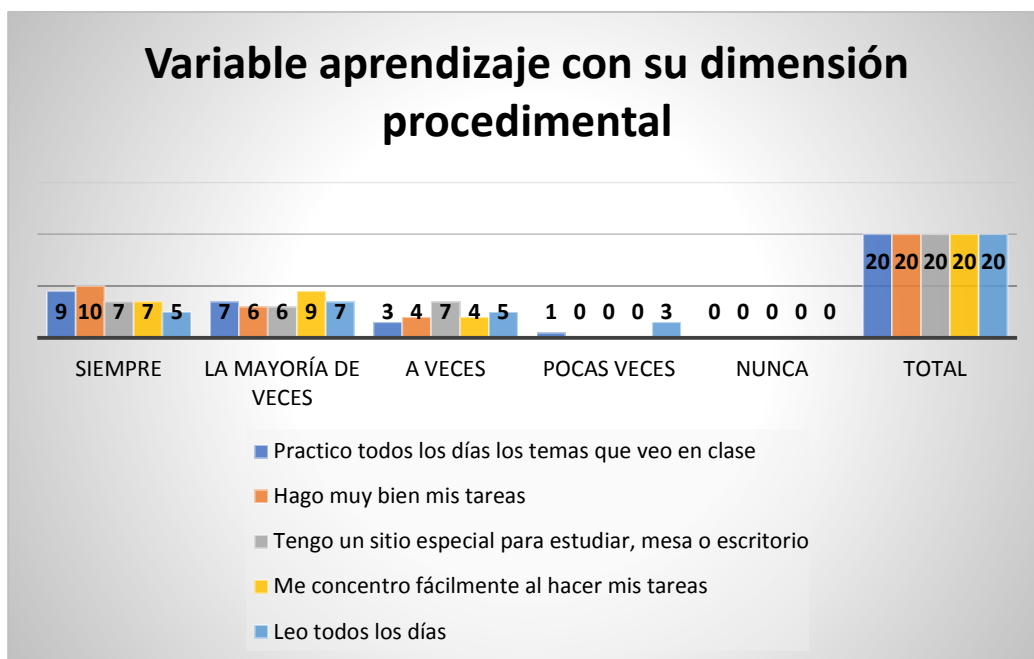 Variable aprendizaje con su dimensión
procedimental
9 10 7 7 5 7 6 6 9 7 3 4 7 4 5 1 0 0 0 3 0 0 0 0 0 20 20 20 20 20
SIEMPRE LA MAYORÍA DE A VECES POCAS VECES NUNCA TOTAL
VECES
Practico todos los días los temas que veo en clase
Hago muy bien mis tareas
Tengo un sitio especial para estudiar, mesa o escritorio
Me concentro fácilmente al hacer mis tareas
Leo todos los días